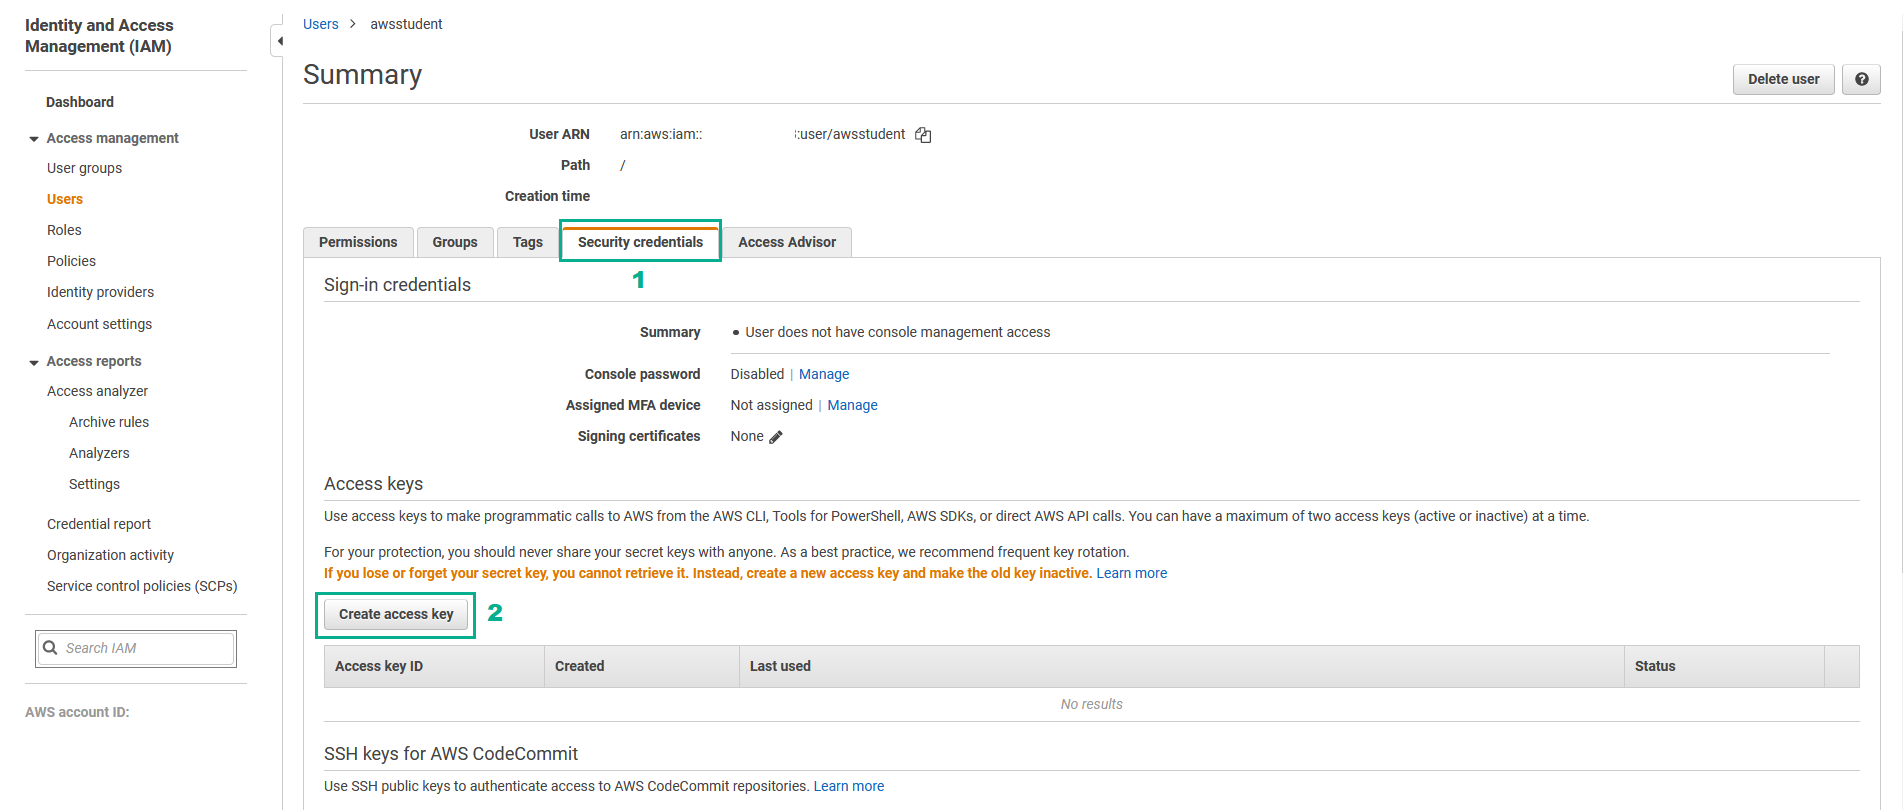 Identity and Access
Management (IAM)
Dashboard
Access management
User groups
Users
Roles
Policies
Identity providers
Account settings
Access reports
Access analyzer
Archive rules
Analyzers
Settings
Credential report
Organization activity
Service control policies (SCPs)
Search IAM
AWS account ID:
Users > awsstudent
Summary
Delete user
User ARN arn:aws:iam:: :user/awsstudent
Path /
Creation time
Permissions Groups Tags Security credentials Access Advisor
1
Sign-in credentials
Summary • User does not have console management access
Console password Disabled | Manage
Assigned MFA device Not assigned | Manage
Signing certificates None
Access keys
Use access keys to make programmatic calls to AWS from the AWS CLI, Tools for PowerShell, AWS SDKs, or direct AWS API calls. You can have a maximum of two access keys (active or inactive) at a time.
For your protection, you should never share your secret keys with anyone. As a best practice, we recommend frequent key rotation.
If you lose or forget your secret key, you cannot retrieve it. Instead, create a new access key and make the old key inactive. Learn more
Create access key 2
Access key ID Created Last used Status
No results
SSH keys for AWS CodeCommit
Use SSH public keys to authenticate access to AWS CodeCommit repositories. Learn more